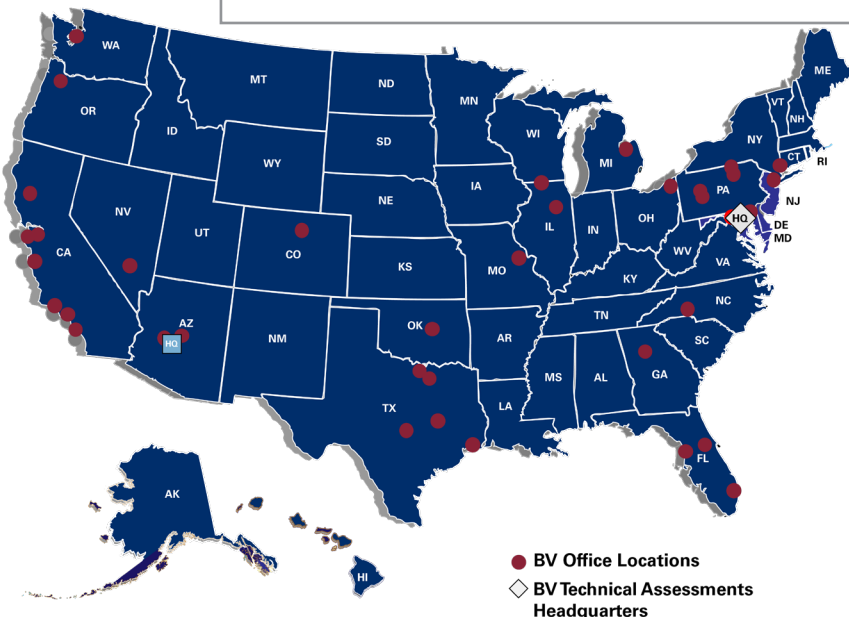 WA
MT
ND
MN
ME
VT
NH
OR
ID
SD
WI
MI
NY
CT
RI
WY
IA
PA
NJ
NV
UT
NE
IL
IN
OH
HQ
DE
MD
CA
CO
KS
MO
WV
VA
KY
AZ
HQ
NM
OK
AR
TN
NC
SC
TX
LA
MS
AL
GA
FL
AK
HI
BV Office Locations
BV Technical Assessments
Headquarters